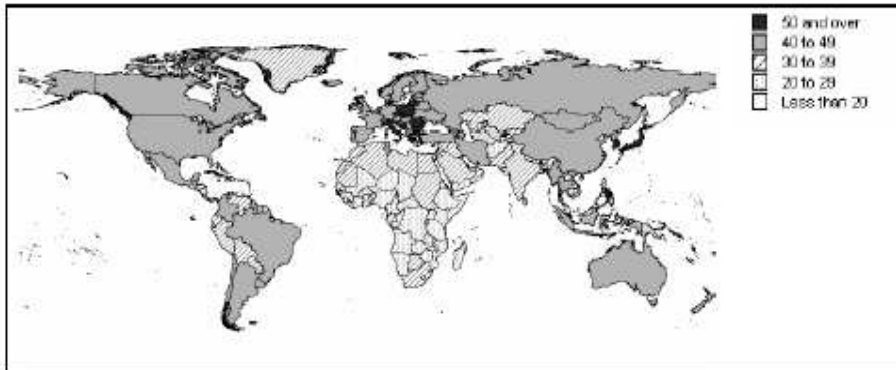 50 and over
40 to 49
30 to 39
20 to 29
Less than 20